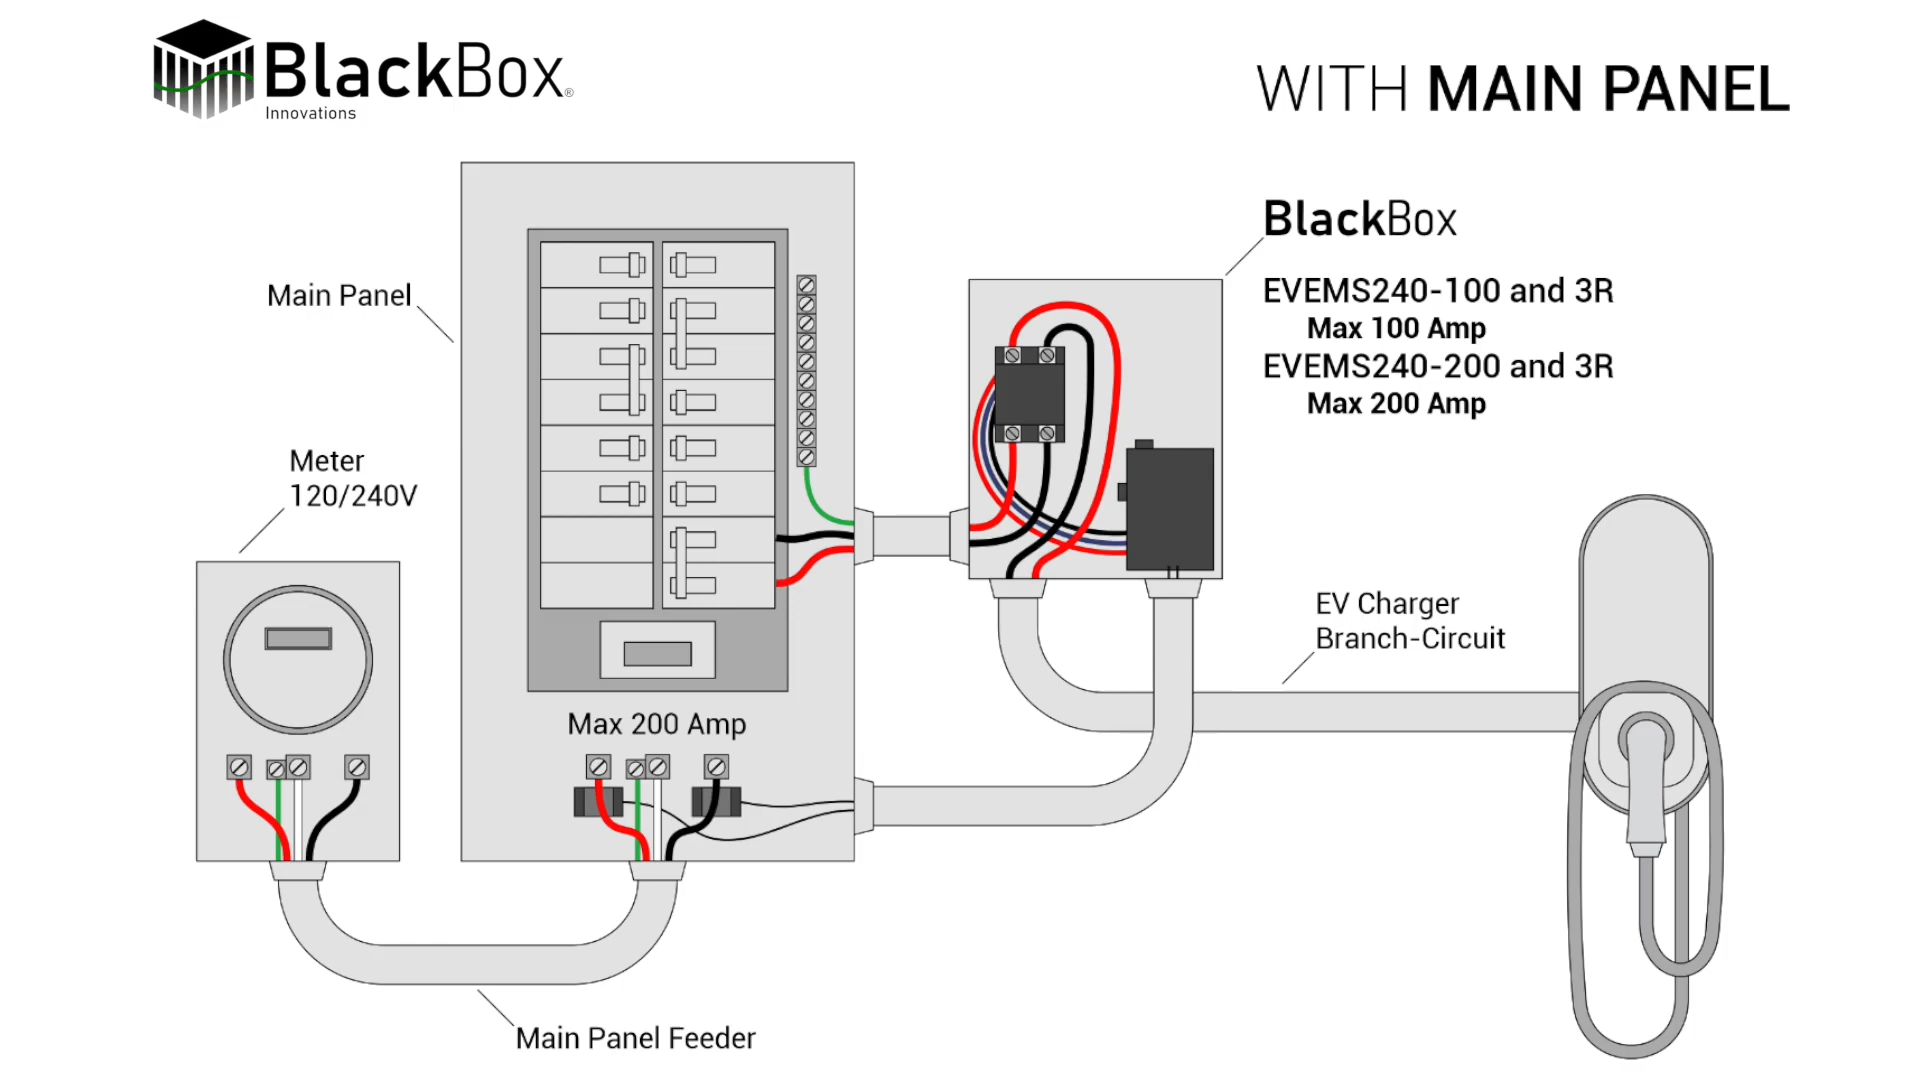 BlackBox®
Innovations
WITH MAIN PANEL
BlackBox
EVEMS240-100 and 3R
Max 100 Amp
EVEMS240-200 and 3R
Max 200 Amp
Main Panel
Meter
120/240V
EV Charger
Branch-Circuit
Max 200 Amp
Main Panel Feeder